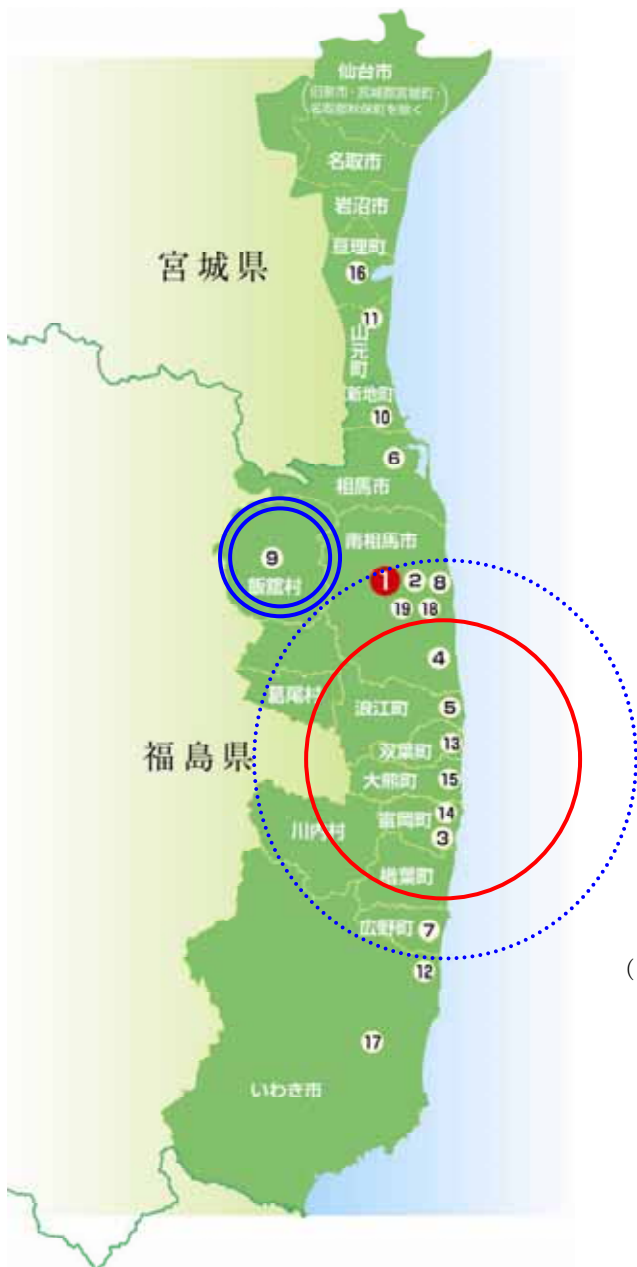 仙台市
(旧泉市・宮城郡宮城町・
名取郡秋保町を除く)
名取市
岩沼市
亘理町
宮城県
16
11
山元町
新地町
10
6
相馬市
南相馬市
9
飯舘村
1 2 8
19 18
4
葛尾村
浪江町 5
福島県
双葉町 13
大熊町 15
富岡町 14
川内村
3
楢葉町
広野町 7
12
(
17
いわき市